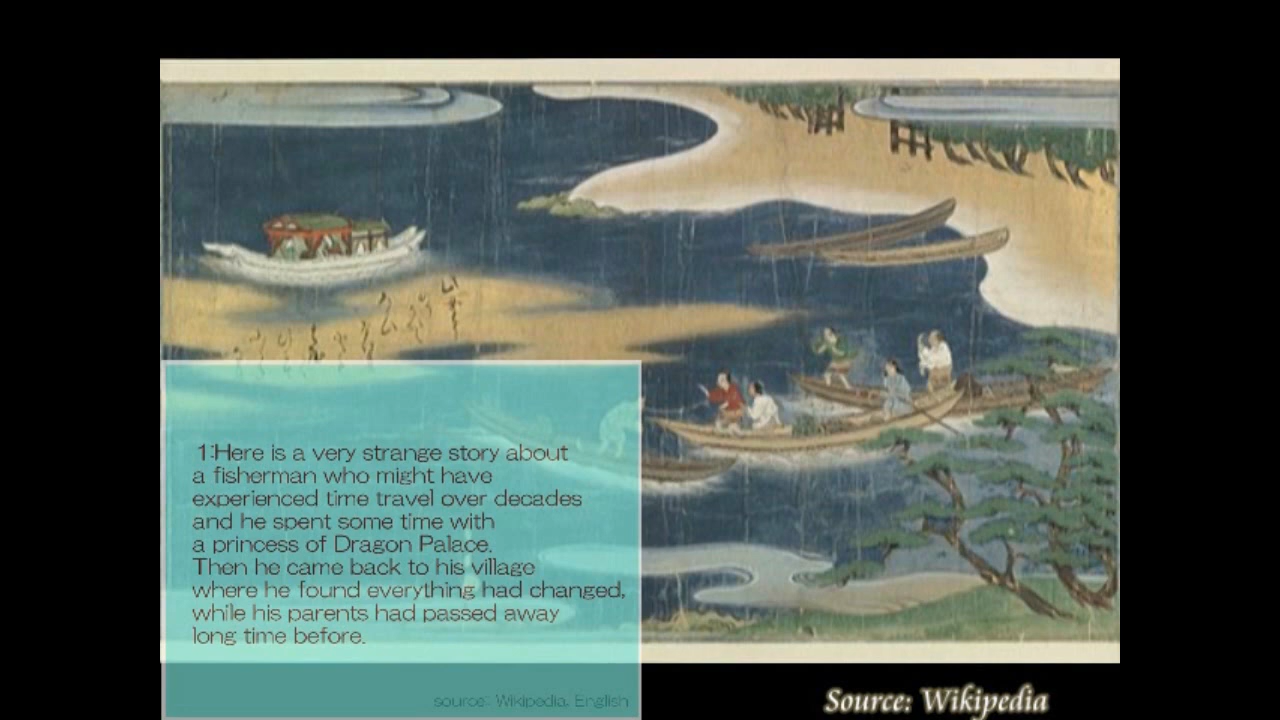 1:Here is a very strange story about
a fisherman who might have
experienced time travel over decades
and he spent some time with
a princess of Dragon Palace.
Then he came back to his village
where he found everything had changed,
while his parents had passed away
long time before.
source: Wikipedia, English
Source: Wikipedia